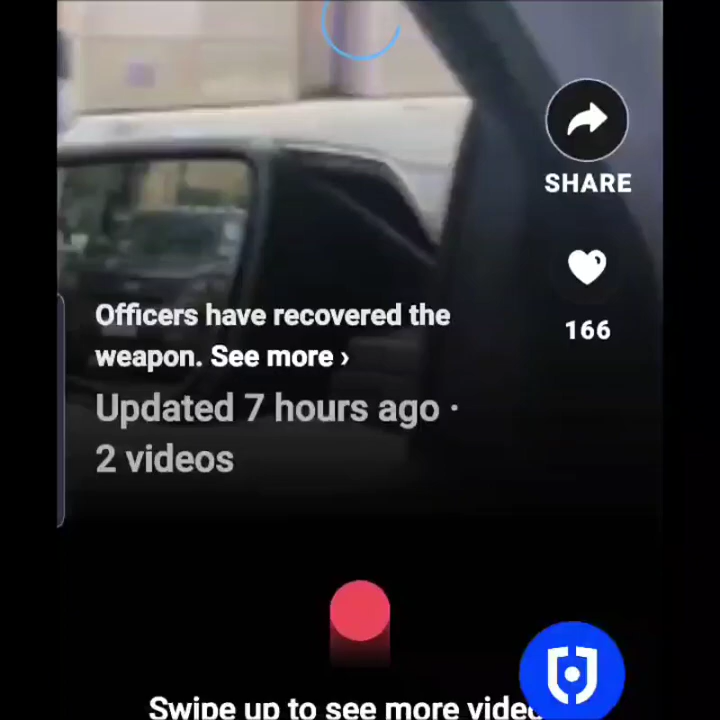 SHARE
166
Officers have recovered the
weapon. See more ›
Updated 7 hours ago ·
2 videos
Swipe up to see more